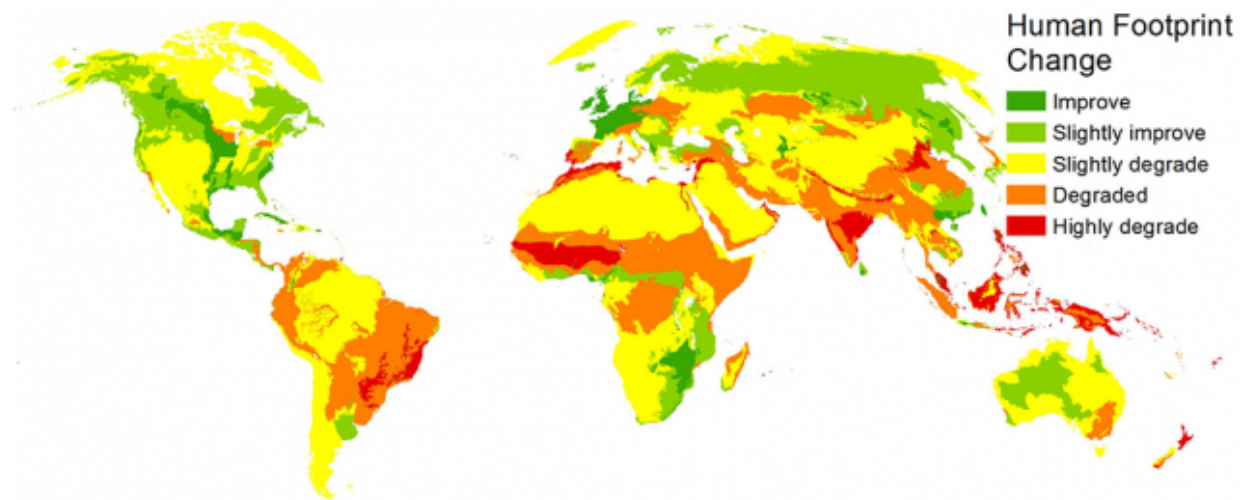 Human Footprint
Change
Improve
Slightly improve
Slightly degrade
Degraded
Highly degrade